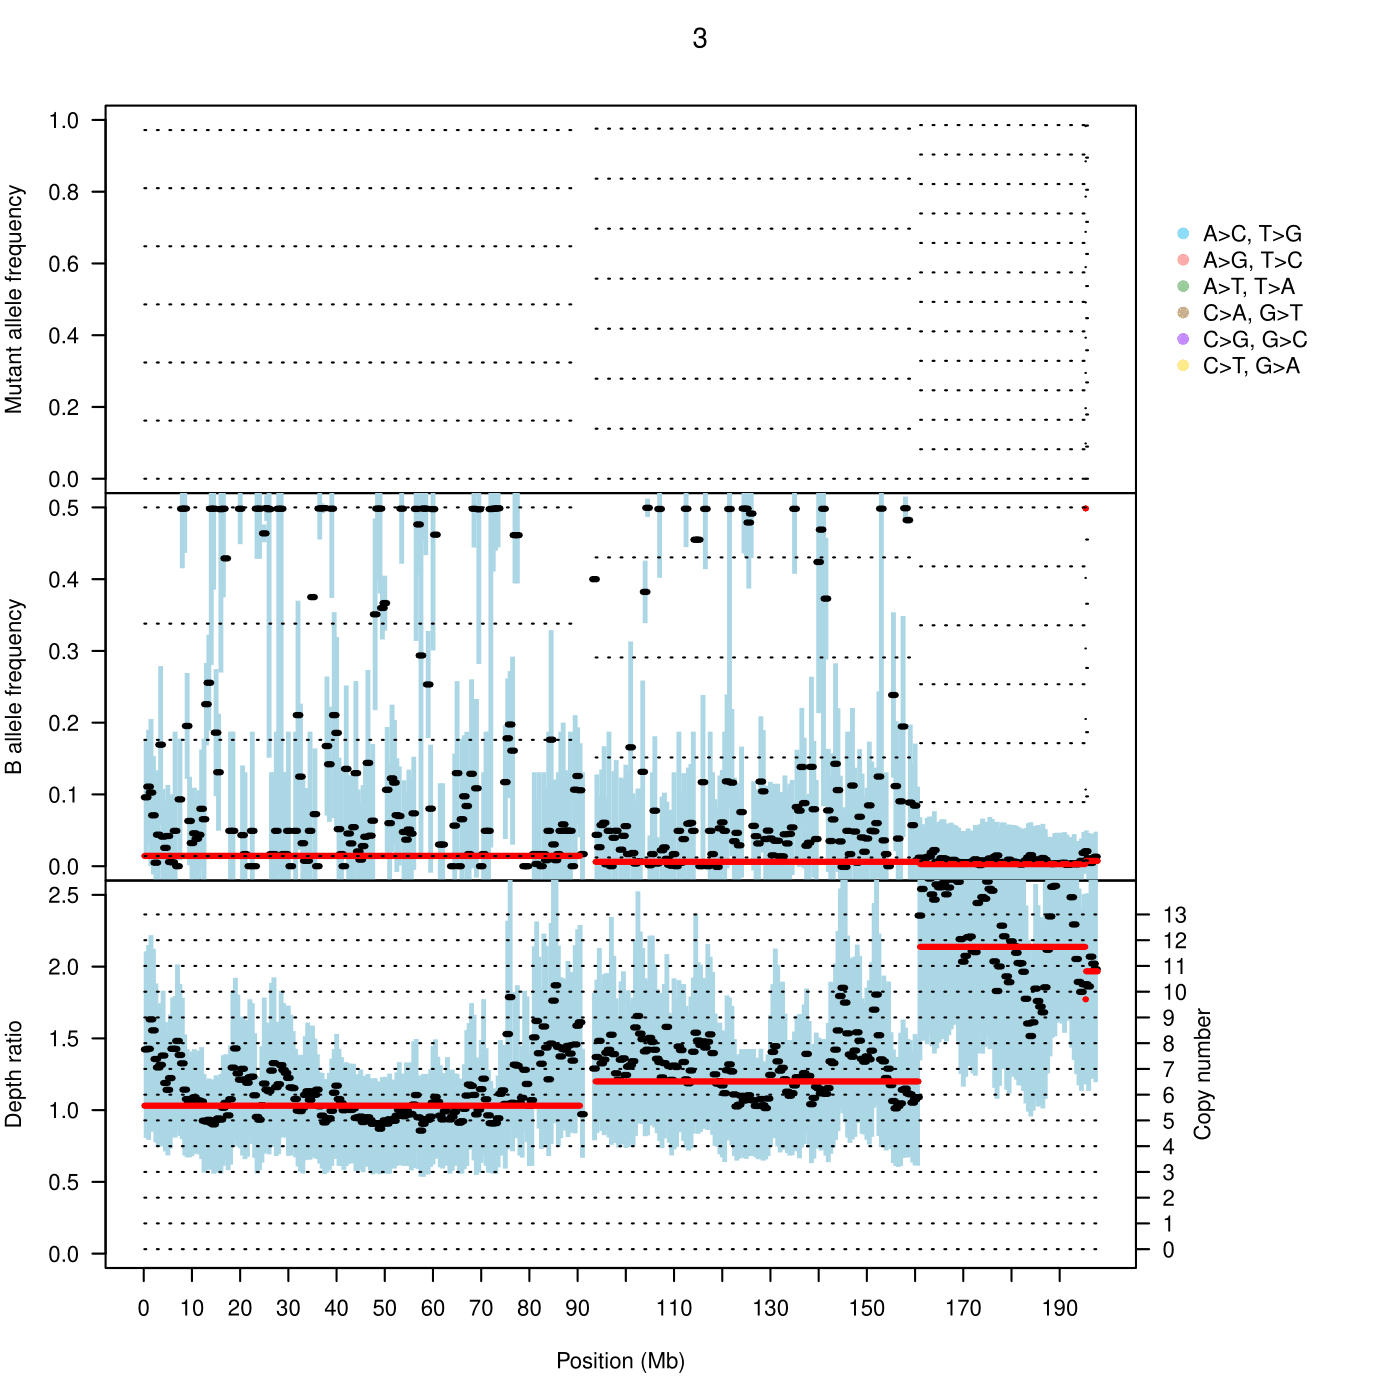 3
Mutant allele frequency
1.0
0.8
0.6
0.4
0.2
0.0
A>C, T>G
A>G, T>C
A>T, T>A
C>A, G>T
C>G, G>C
C>T, G>A
B allele frequency
0.5
0.4
0.3
0.2
0.1
0.0
Depth ratio
2.5
2.0
1.5
1.0
0.5
0.0
13
12
11
10
9
8
7
6
5
4
3
2
1
0
Copy number
0 10 20 30 40 50 60 70 80 90 110 130 150 170 190
Position (Mb)